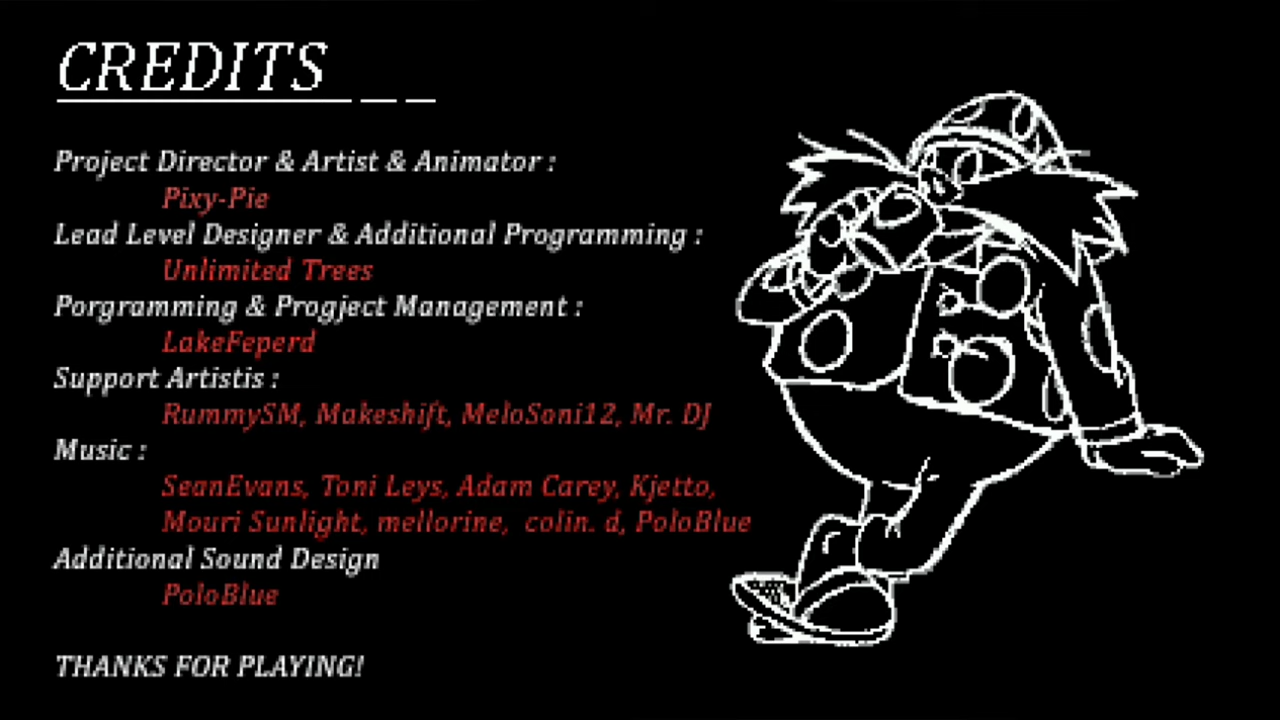 CREDITS
Project Director & Artist & Animator :
Pixy-Pie
Lead Level Designer & Additional Programming :
Unlimited Trees
Porgramming & Progject Management :
LakeFeperd
Support Artistis :
RummySM, Makeshift, MeloSoni12, Mr. DJ
Music :
SeanEvans, Toni Leys, Adam Carey, Kjetto,
Mouri Sunlight, mellorine, colin. d, PoloBlue
Additional Sound Design
PoloBlue
THANKS FOR PLAYING!